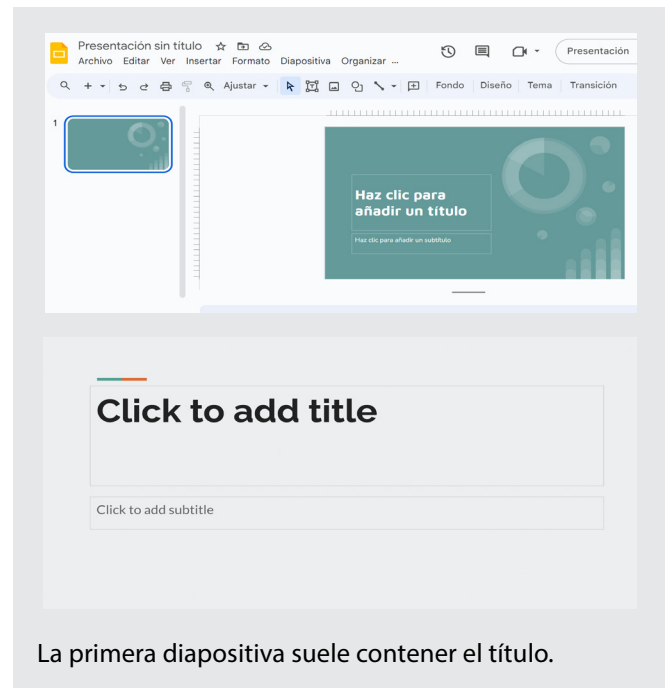 Presentación sin título
Archivo Editar Ver Insertar Formato Diapositiva Organizar ...
Presentación
Ajustar Fondo Diseño Tema Transición
1
Haz clic para
añadir un título
Haz clic para añadir un subtítulo
Click to add title
Click to add subtitle
La primera diapositiva suele contener el título.